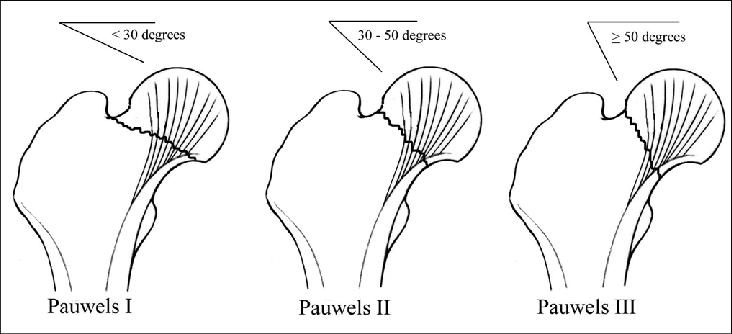 < 30 degrees
30 - 50 degrees
≥ 50 degrees
Pauwels I
Pauwels II
Pauwels III